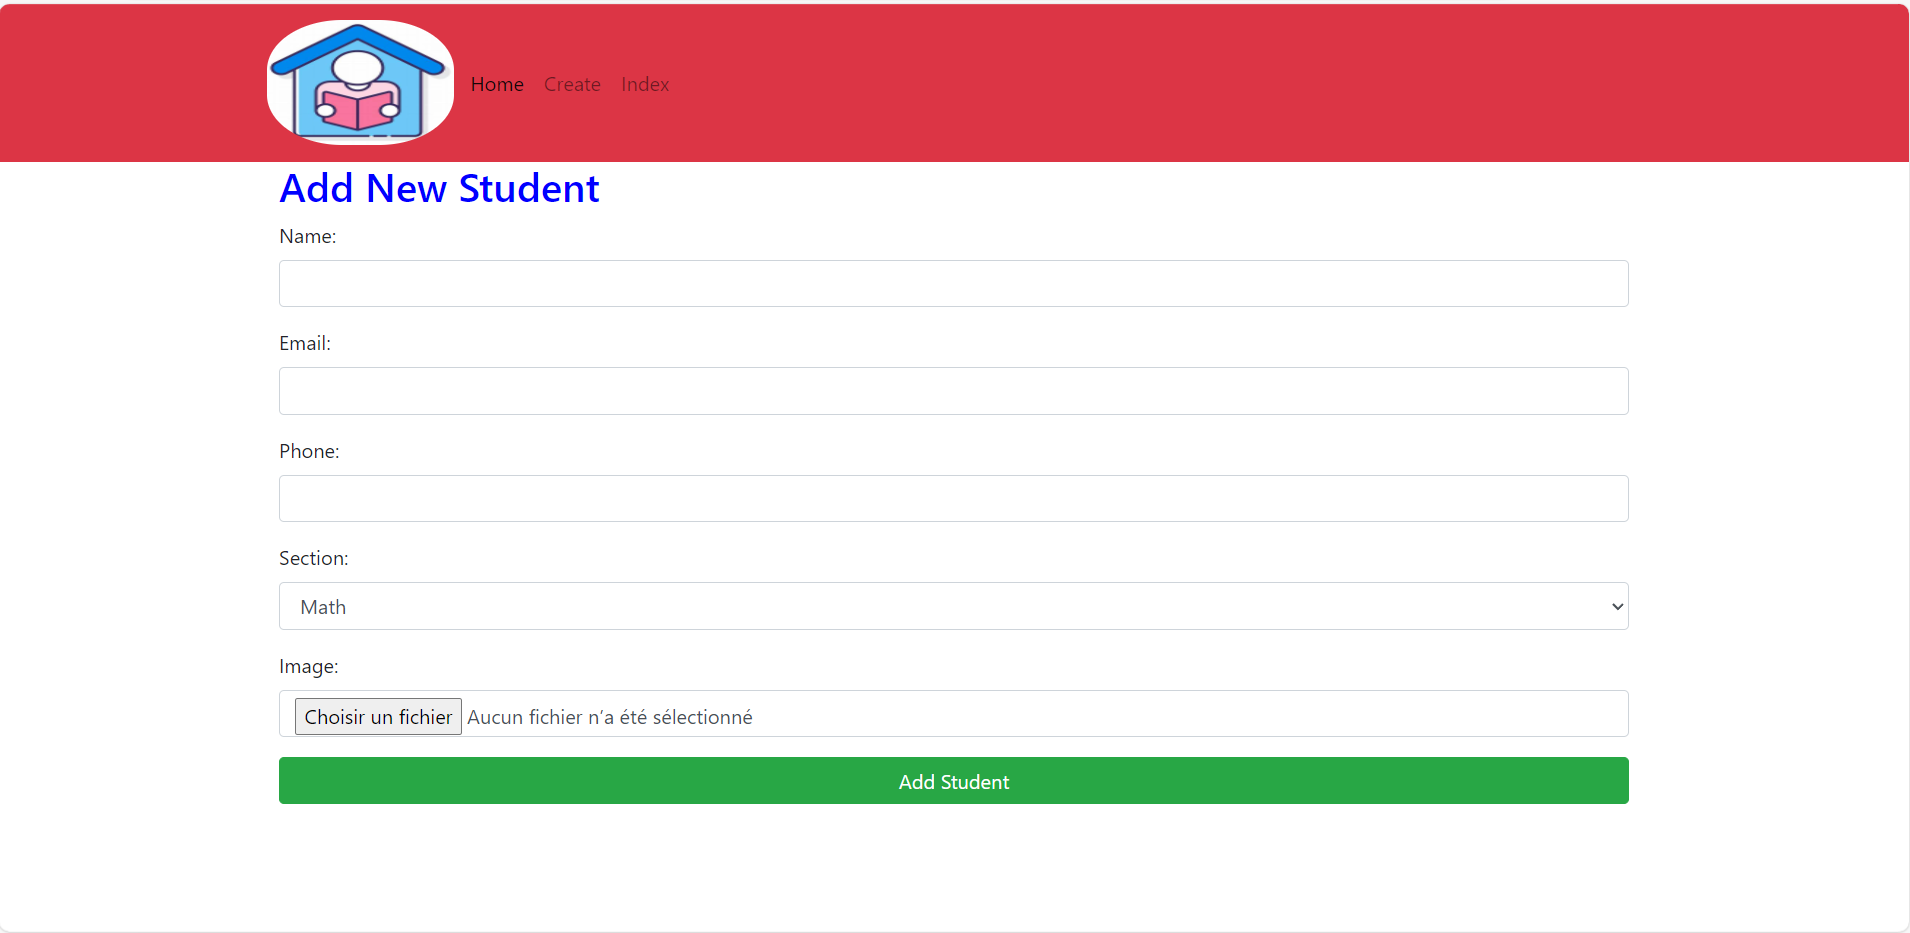 Home Create Index
Add New Student
Name:
Email:
Phone:
Section:
Math
Image:
Choisir un fichier Aucun fichier n’a été sélectionné
Add Student